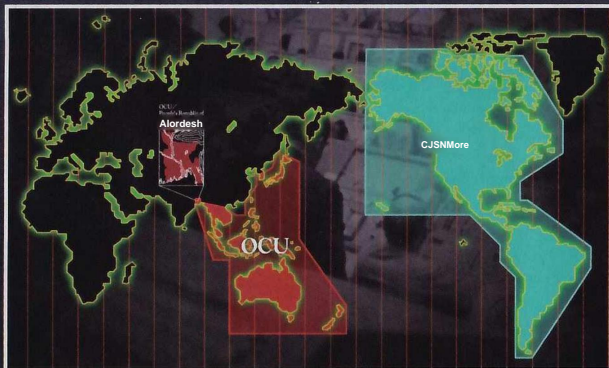 OCU/
People's Republic of
Alordesh
CJSNMore
OCU